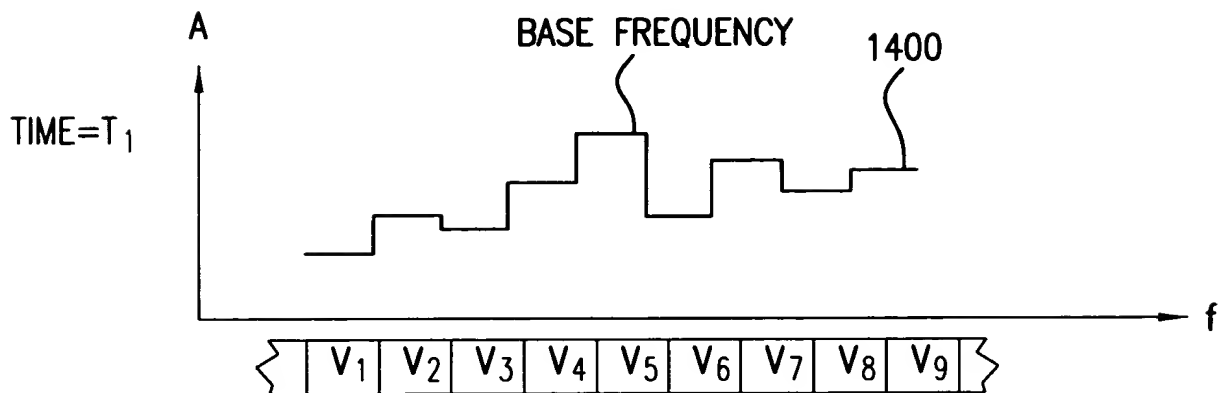 A
BASE FREQUENCY
1400
TIME=T₁
f
V₁ V₂ V₃ V₄ V₅ V₆ V₇ V₈ V₉